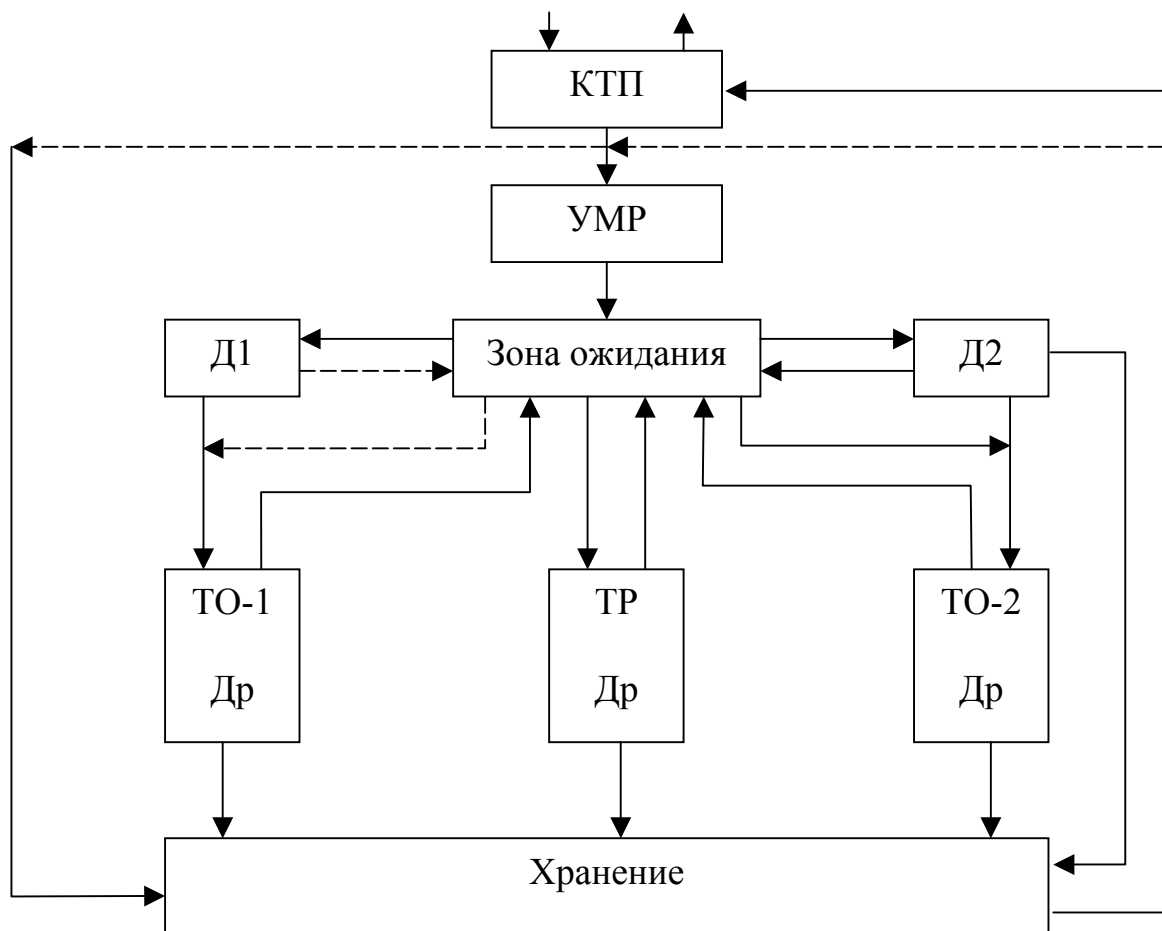 КТП
УМР
Д1
Зона ожидания
Д2
ТО-1
ТР
ТО-2
Др
Др
Др
Хранение